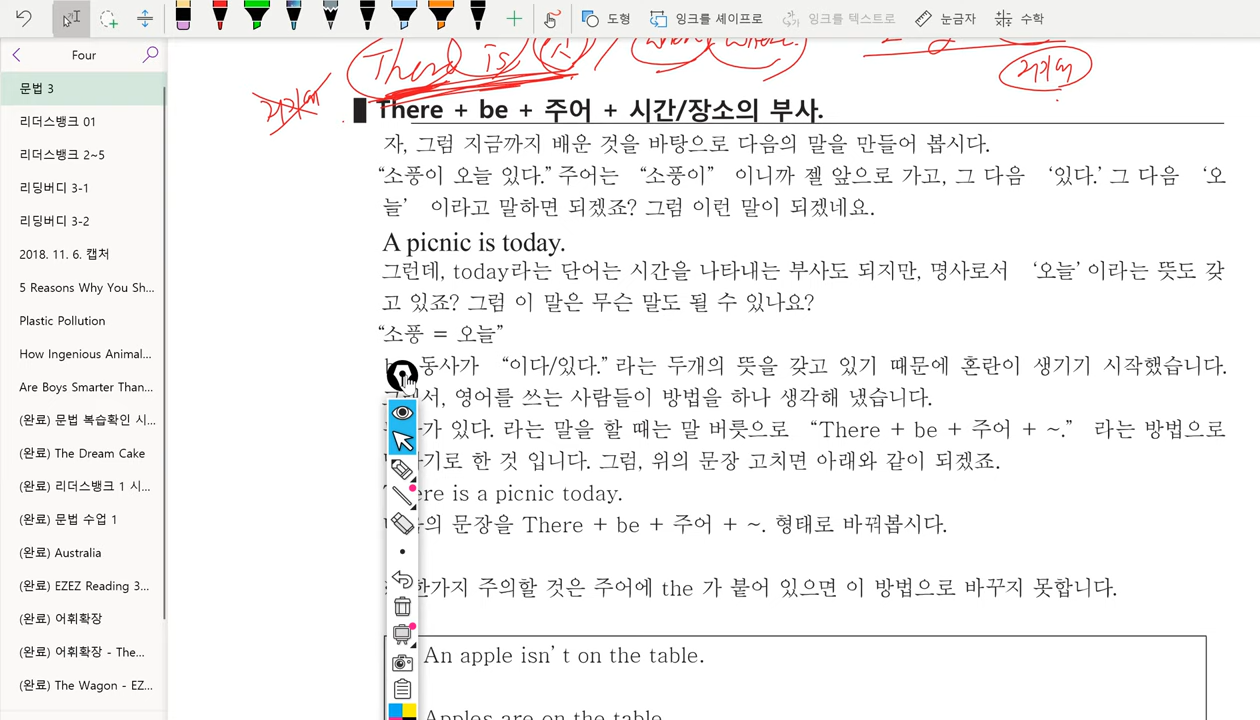 도형
잉크를 셰이프로
잉크를 텍스트로
눈금자
수학
Four
문법 3
리더스뱅크 01
리더스뱅크 2~5
리딩버디 3-1
리딩버디 3-2
2018. 11. 6. 캡처
5 Reasons Why You Sh...
Plastic Pollution
How Ingenious Animal...
Are Boys Smarter Than...
(완료) 문법 복습확인 시...
(완료) The Dream Cake
(완료) 리더스뱅크 1 시...
(완료) 문법 수업 1
(완료) Australia
(완료) EZEZ Reading 3...
(완료) 어휘확장
(완료) 어휘확장 - The...
(완료) The Wagon - EZ...
There is
거기에
거기에
There + be + 주어 + 시간/장소의 부사.
자, 그럼 지금까지 배운 것을 바탕으로 다음의 말을 만들어 봅시다.
“소풍이 오늘 있다.” 주어는 “소풍이” 이니까 젤 앞으로 가고, 그 다음 ‘있다.’ 그 다음 ‘오
늘’ 이라고 말하면 되겠죠? 그럼 이런 말이 되겠네요.
A picnic is today.
그런데, today라는 단어는 시간을 나타내는 부사도 되지만, 명사로서 ‘오늘’이라는 뜻도 갖
고 있죠? 그럼 이 말은 무슨 말도 될 수 있나요?
“소풍 = 오늘”
동사가 “이다/있다.” 라는 두개의 뜻을 갖고 있기 때문에 혼란이 생기기 시작했습니다.
영어를 쓰는 사람들이 방법을 하나 생각해 냈습니다.
있다. 라는 말을 할 때는 말 버릇으로 “There + be + 주어 + ~.” 라는 방법으로
한 것 입니다. 그럼, 위의 문장 고치면 아래와 같이 되겠죠.
There is a picnic today.
문장을 There + be + 주어 + ~. 형태로 바꿔봅시다.
한가지 주의할 것은 주어에 the 가 붙어 있으면 이 방법으로 바꾸지 못합니다.
An apple isn’t on the table.
Apples are on the table.